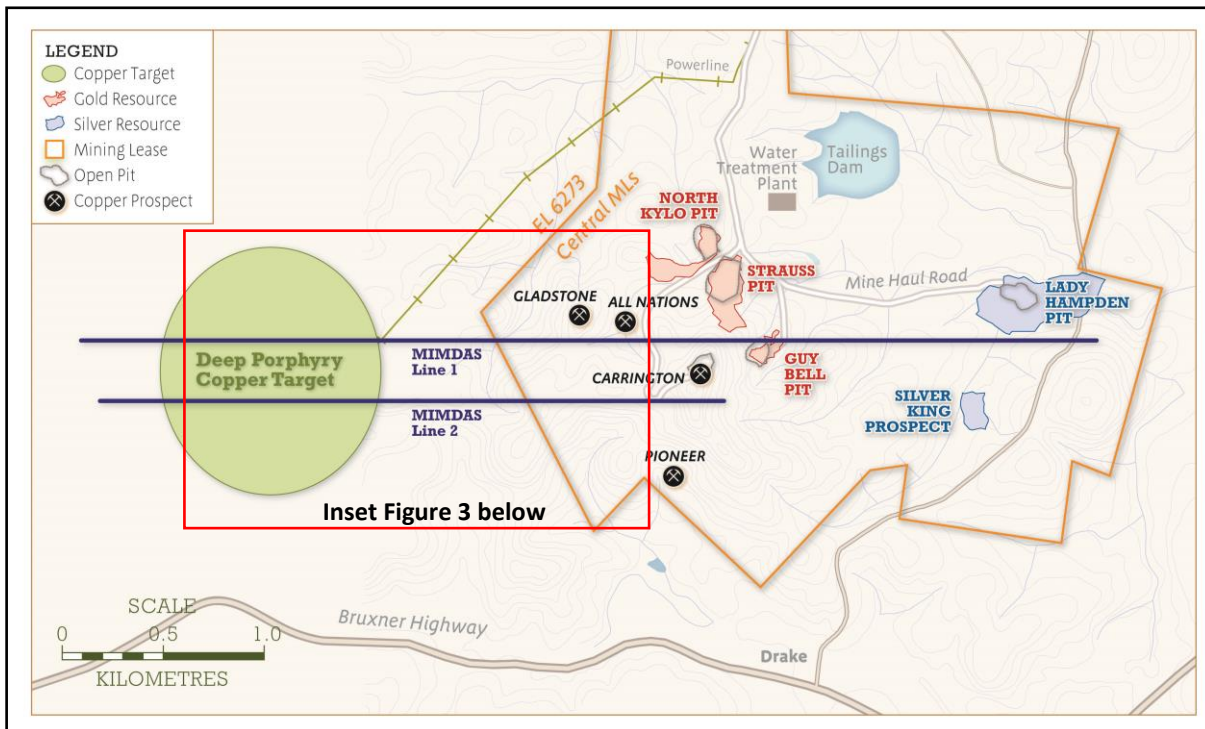 LEGEND
Copper Target
Gold Resource
Silver Resource
Mining Lease
Open Pit
Copper Prospect
Powerline
Water
Treatment
Plant
Tailings
Dam
EL 6273
Central MLs
NORTH
KYLO PIT
STRAUSS
PIT
Mine Haul Road
LADY
HAMPDEN
PIT
GLADSTONE
ALL NATIONS
Deep Porphyry
Copper Target
MIMDAS
Line 1
CARRINGTON
GUY
BELL
PIT
MIMDAS
Line 2
SILVER
KING
PROSPECT
PIONEER
Inset Figure 3 below
SCALE
0 0.5 1.0
KILOMETRES
Bruxner Highway
Drake